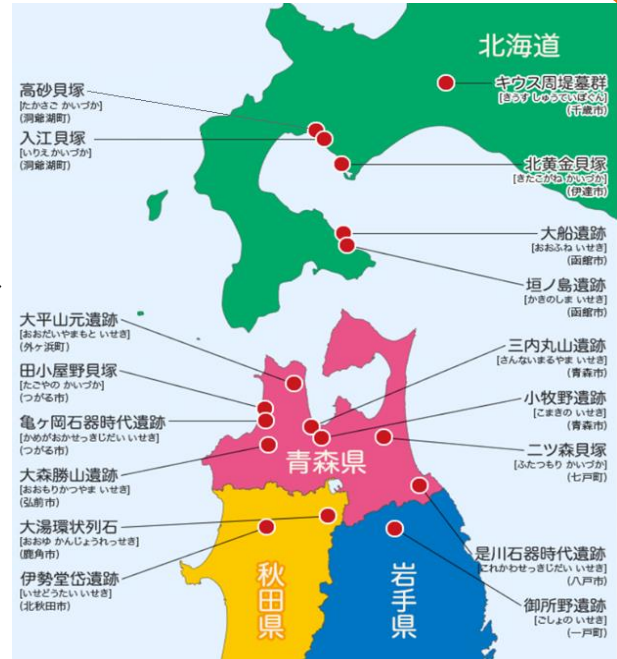 北海道
高砂貝塚
[たかさご かいづか]
(洞爺湖町)
入江貝塚
[いりえ かいづか]
(洞爺湖町)
キウス周堤墓群
[きうす しゅうていぼぐん]
(千歳市)
北黄金貝塚
[きたこがね かいづか]
(伊達市)
大船遺跡
[おおふね いせき]
(函館市)
垣ノ島遺跡
[かきのしま いせき]
(函館市)
大平山元遺跡
[おおだいやまもと いせき]
(外ヶ浜町)
田小屋野貝塚
[たごやの かいづか]
(つがる市)
亀ヶ岡石器時代遺跡
[かめがおかせっきじだい いせき]
(つがる市)
大森勝山遺跡
[おおもりかつやま いせき]
(弘前市)
大湯環状列石
[おおゆ かんじょうれっせき]
(鹿角市)
伊勢堂岱遺跡
[いせどうたい いせき]
(北秋田市)
三内丸山遺跡
[さんないまるやま いせき]
(青森市)
小牧野遺跡
[こまきの いせき]
(青森市)
二ツ森貝塚
[ふたつもり かいづか]
(七戸町)
是川石器時代遺跡
[これかわせっきじだい いせき]
(八戸市)
御所野遺跡
[ごしょの いせき]
(一戸町)
青森県
秋田県
岩手県